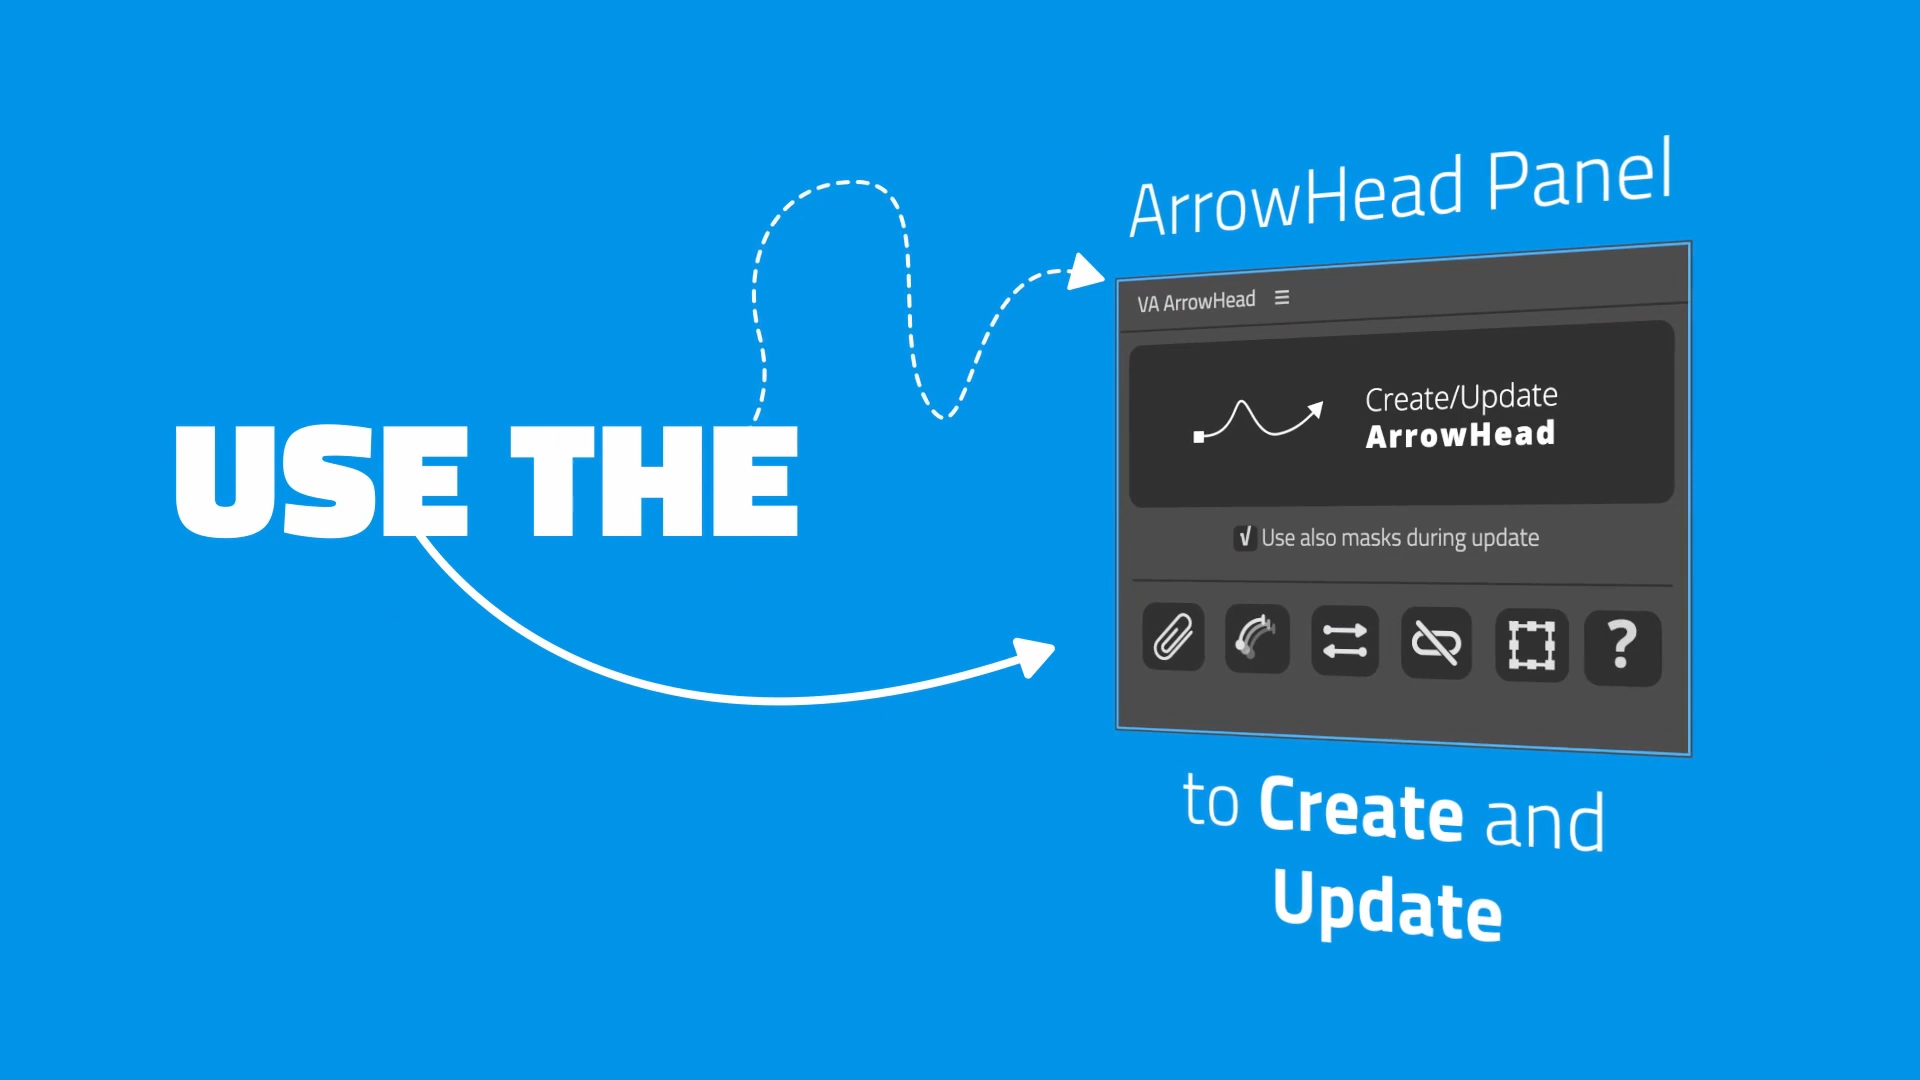 USE THE
ArrowHead Panel
VA ArrowHead
Create/Update
ArrowHead
√ Use also masks during update
?
to Create and
Update